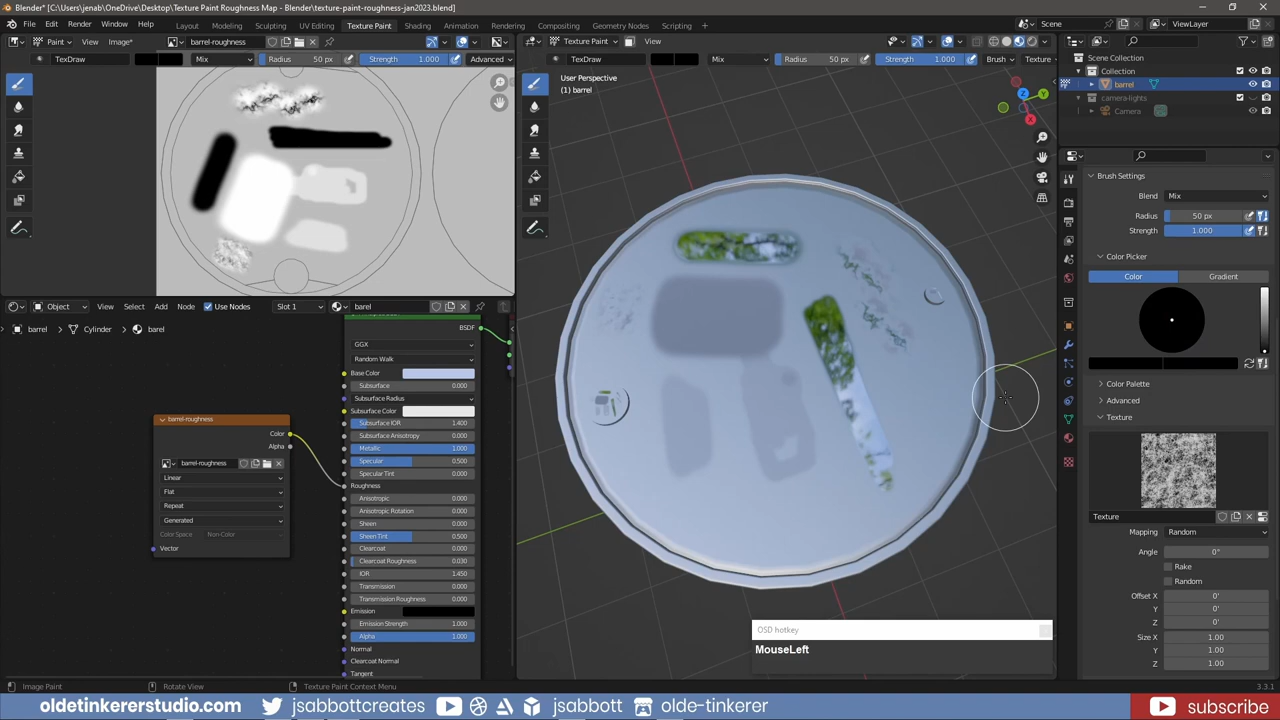 Blender* [C:\Users\jenab\OneDrive\Desktop\Texture Paint Roughness Map - Blender\texture-paint-roughness-jan2023.blend]
File Edit Render Window Help Layout Modeling Sculpting UV Editing Texture Paint Shading Animation Rendering Compositing Geometry Nodes Scripting Scene ViewLayer
Paint View Image* barrel-roughness Texture Paint View
TexDraw Mix Radius 50 px Strength 1.000 Advanced TexDraw Mix Radius 50 px Strength 1.000 Brush Texture
User Perspective
(1) barrel
Scene Collection
Collection
barrel
camera-lights
Camera
Brush Settings
Blend Mix
Radius 50 px
Strength 1.000
Color Picker
Color Gradient
Color Palette
Advanced
Texture
Texture
Mapping Random
Angle 0°
Rake
Random
Offset X 0'
Y 0'
Z 0'
Size X 1.00
Y 1.00
Z 1.00
Object View Select Add Node Use Nodes Slot 1 barel
barrel Cylinder barel
BSDF
GGX
Random Walk
Base Color
Subsurface 0.000
Subsurface Radius
Subsurface Color
Subsurface IOR 1.400
Subsurface Anisotropy 0.000
Metallic 1.000
Specular 0.500
Specular Tint 0.000
Roughness
Anisotropic 0.000
Anisotropic Rotation 0.000
Sheen 0.000
Sheen Tint 0.500
Clearcoat 0.000
Clearcoat Roughness 0.030
IOR 1.450
Transmission 0.000
Transmission Roughness 0.000
Emission
Emission Strength 1.000
Alpha 1.000
Normal
Clearcoat Normal
Tangent
barrel-roughness
Color
Alpha
barrel-roughness
Linear
Flat
Repeat
Generated
Color Space Non-Color
Vector
OSD hotkey
MouseLeft
Image Paint Rotate View Texture Paint Context Menu 3.3.1
oldetinkererstudio.com jsabbottcreates jsabbott olde-tinkerer subscribe